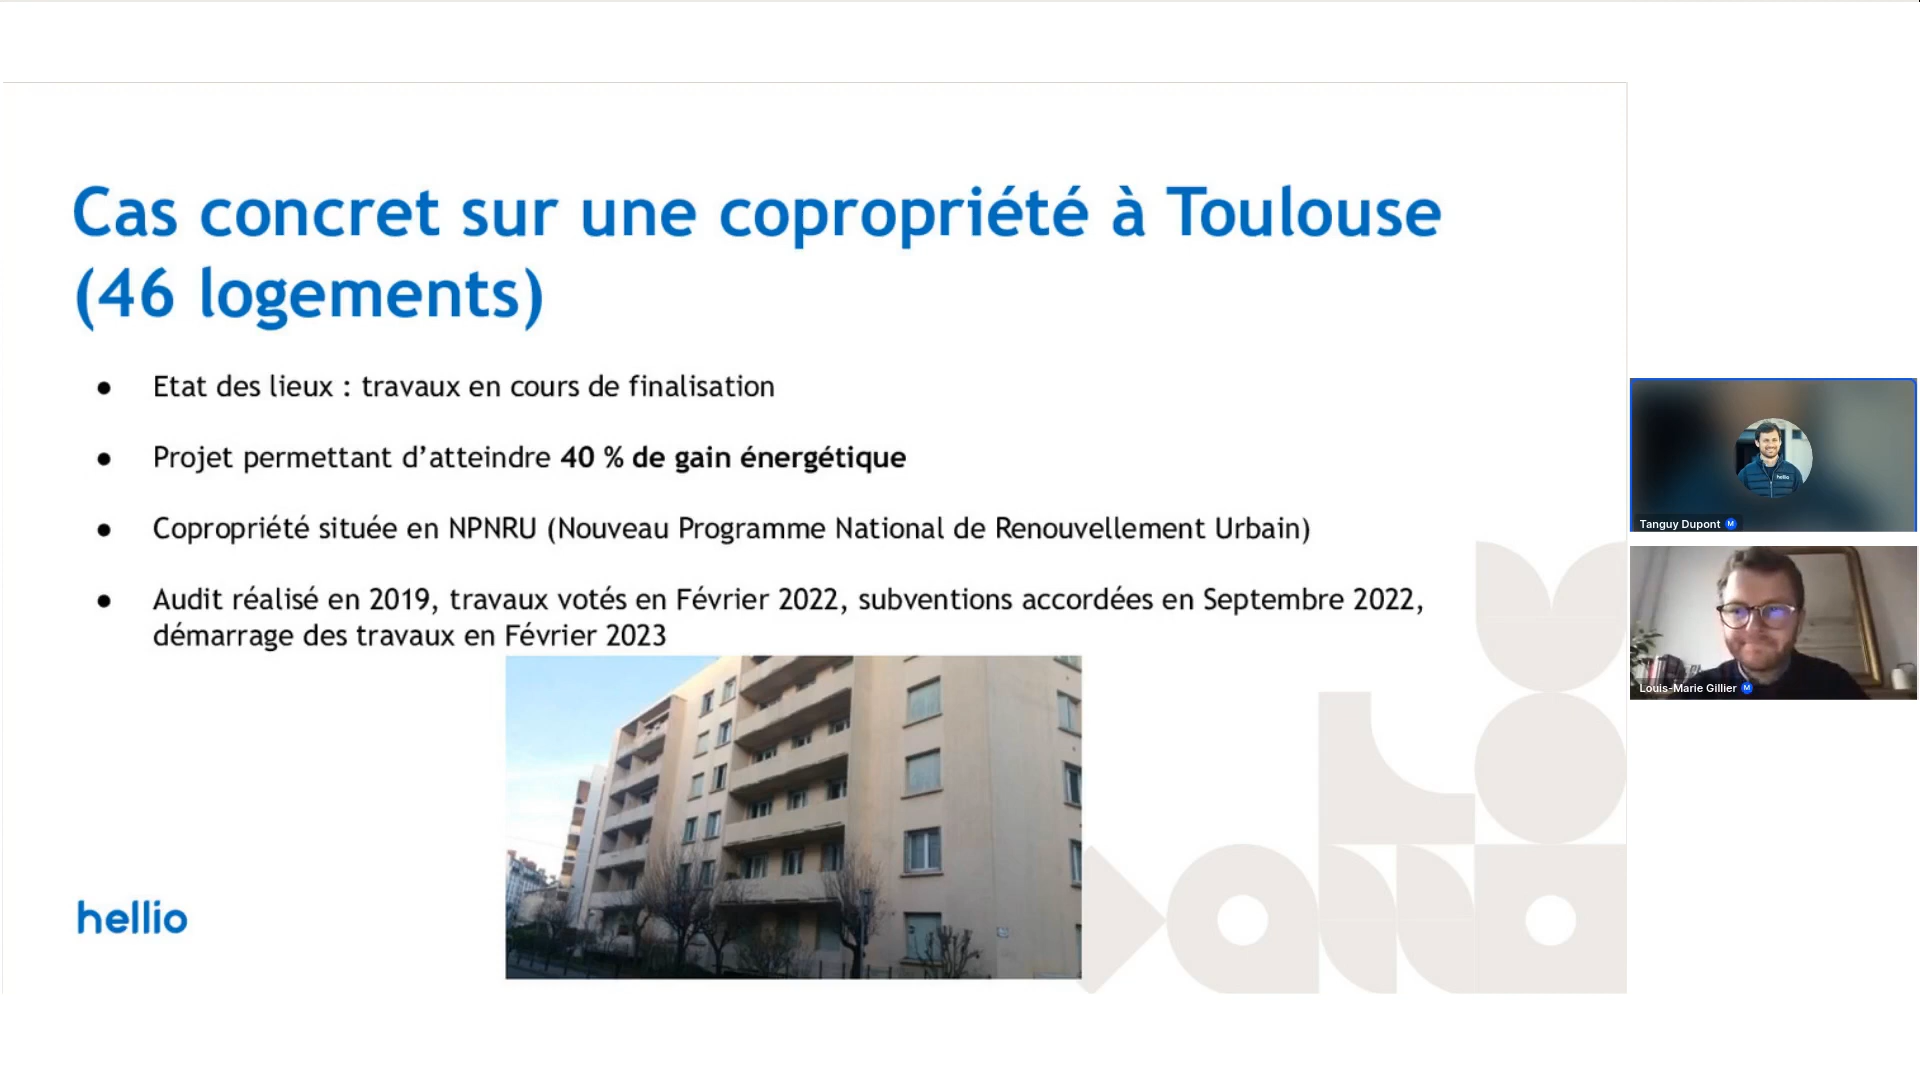 Cas concret sur une copropriété à Toulouse
(46 logements)
● Etat des lieux : travaux en cours de finalisation
● Projet permettant d’atteindre 40 % de gain énergétique
● Copropriété située en NPNRU (Nouveau Programme National de Renouvellement Urbain)
● Audit réalisé en 2019, travaux votés en Février 2022, subventions accordées en Septembre 2022,
démarrage des travaux en Février 2023
hellio
hellio
Tanguy Dupont M
Louis-Marie Gillier M